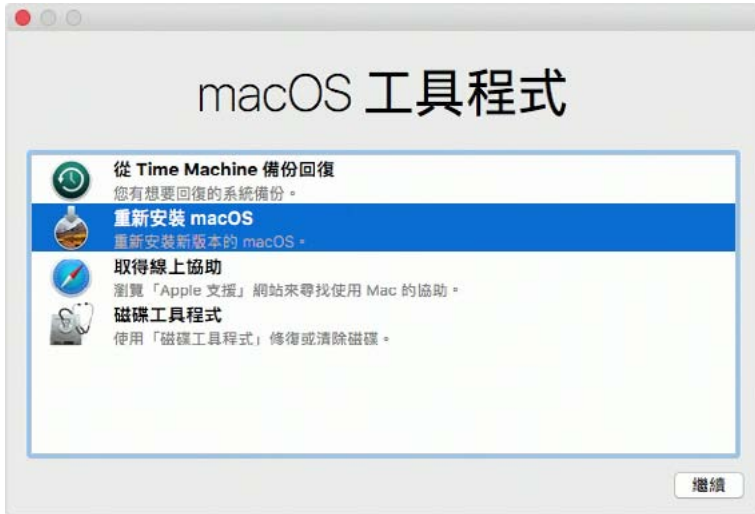 macOS 工具程式
從 Time Machine 備份回復
您有想要回復的系統備份。
重新安裝 macOS
重新安裝新版本的 macOS。
取得線上協助
瀏覽「Apple 支援」網站來尋找使用 Mac 的協助。
磁碟工具程式
使用「磁碟工具程式」修復或清除磁碟。
繼續